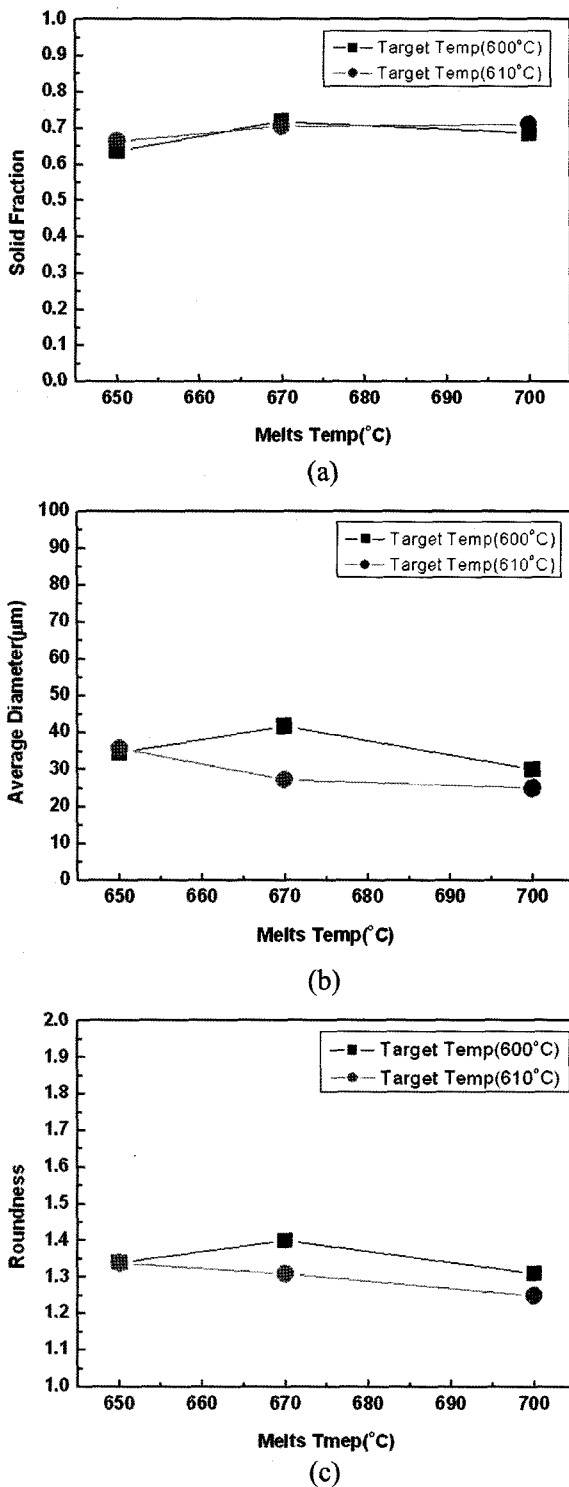 1.0
0.9
0.8
0.7
0.6
0.5
0.4
0.3
0.2
0.1
0.0
Solid Fraction
Target Temp(600°C)
Target Temp(610°C)
650 660 670 680 690 700
Melts Temp(°C)
(a)
100
90
80
70
60
50
40
30
20
10
0
Average Diameter(μm)
Target Temp(600°C)
Target Temp(610°C)
650 660 670 680 690 700
Melts Temp(°C)
(b)
2.0
1.9
1.8
1.7
1.6
1.5
1.4
1.3
1.2
1.1
1.0
Roundness
Target Temp(600°C)
Target Temp(610°C)
650 660 670 680 690 700
Melts Tmep(°C)
(c)